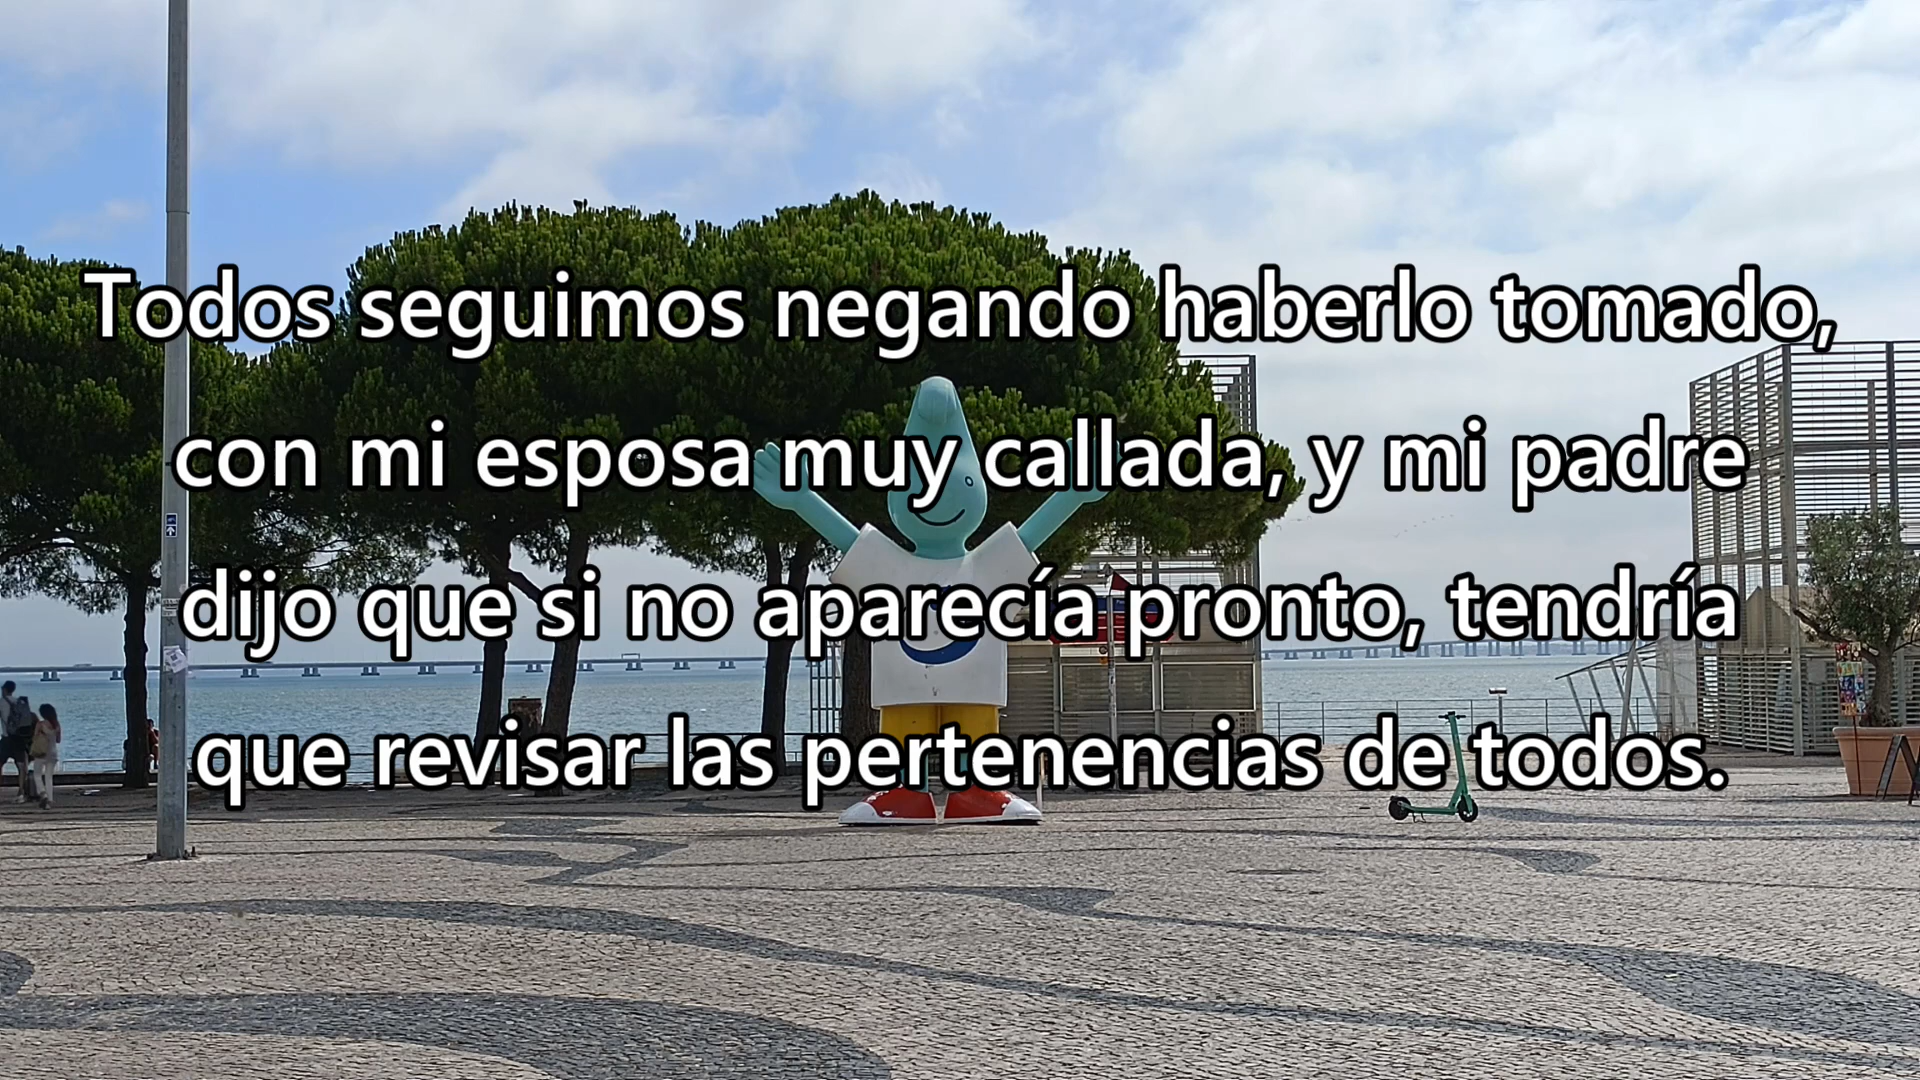 Todos seguimos negando haberlo tomado,
con mi esposa muy callada, y mi padre
dijo que si no aparecía pronto, tendría
que revisar las pertenencias de todos.